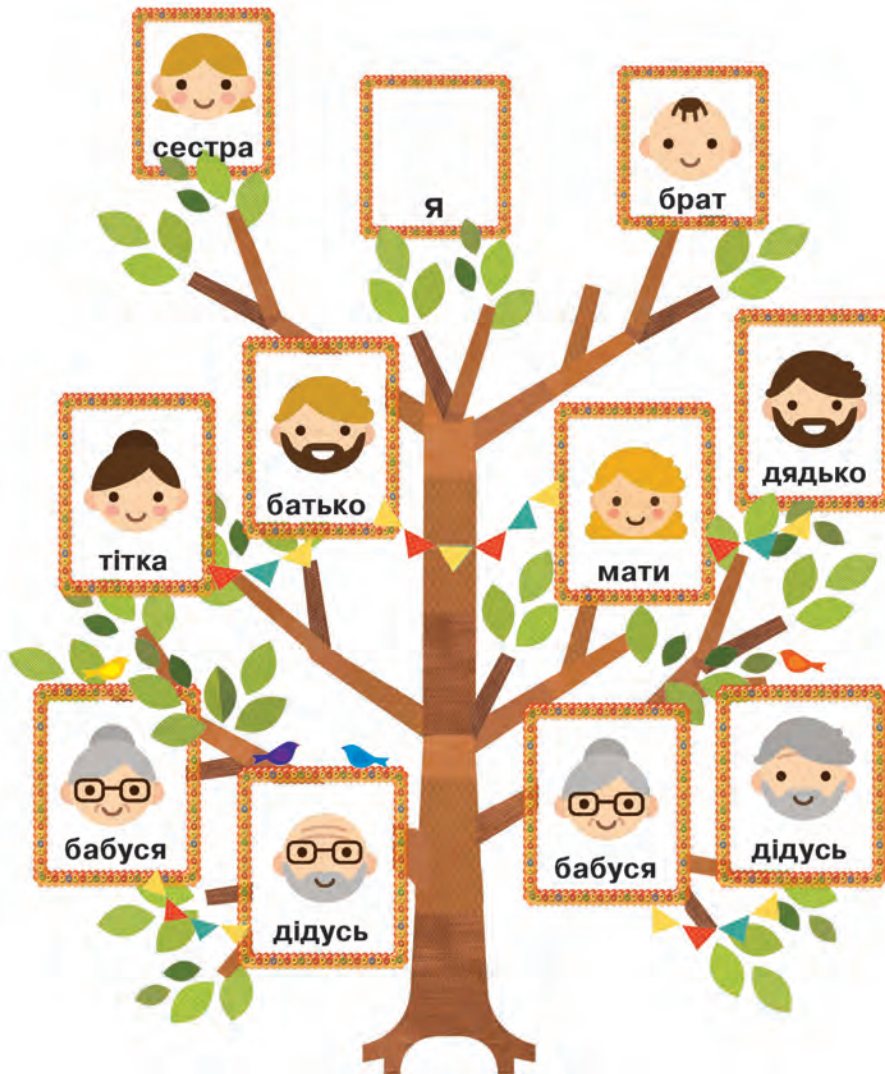 сестра
я
брат
батько
дядько
тітка
мати
бабуся
дідусь
бабуся
дідусь